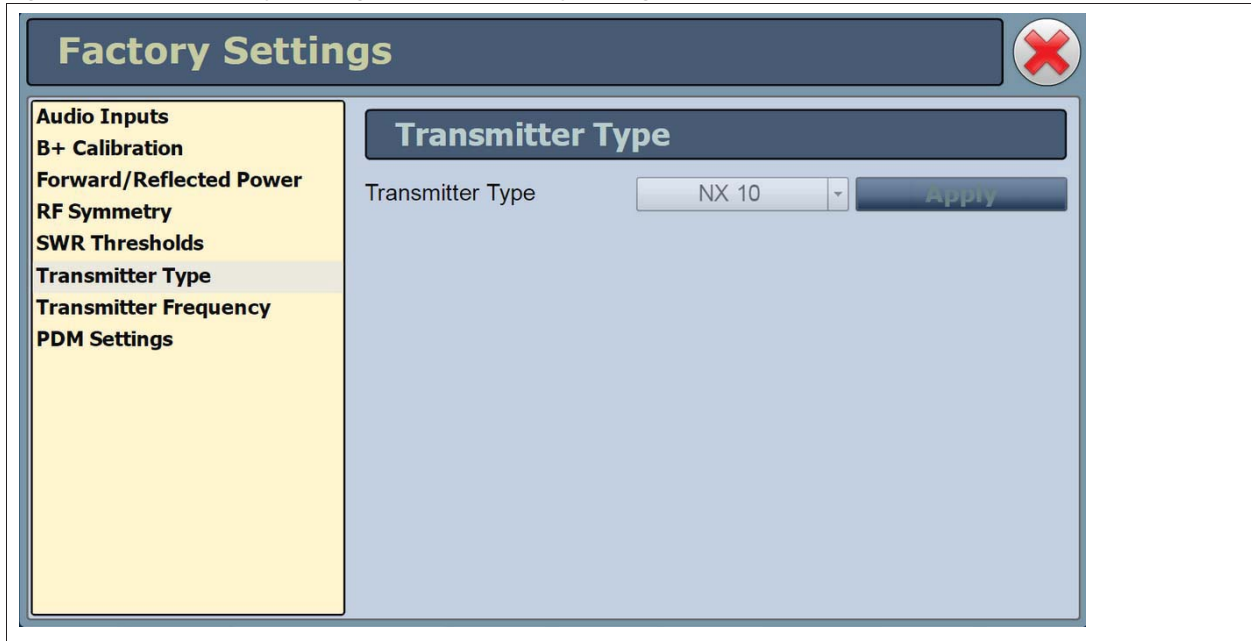 Factory Settings
Audio Inputs
B+ Calibration
Forward/Reflected Power
RF Symmetry
SWR Thresholds
Transmitter Type
Transmitter Frequency
PDM Settings
Transmitter Type
Transmitter Type NX 10 Apply